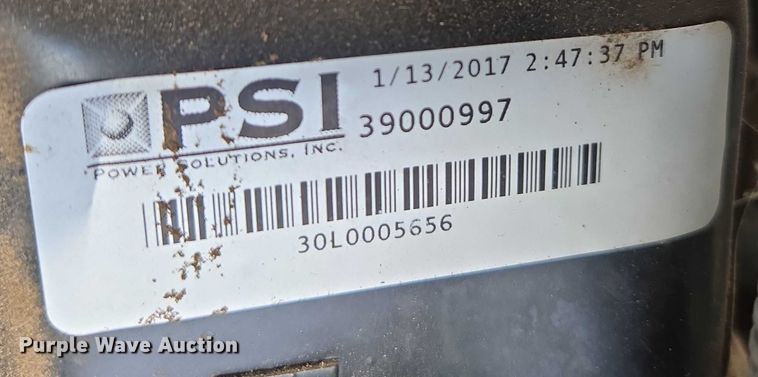 PSI
POWER SOLUTIONS, INC.
1/13/2017 2:47:37 PM
39000997
30L0005656
Purple Wave Auction